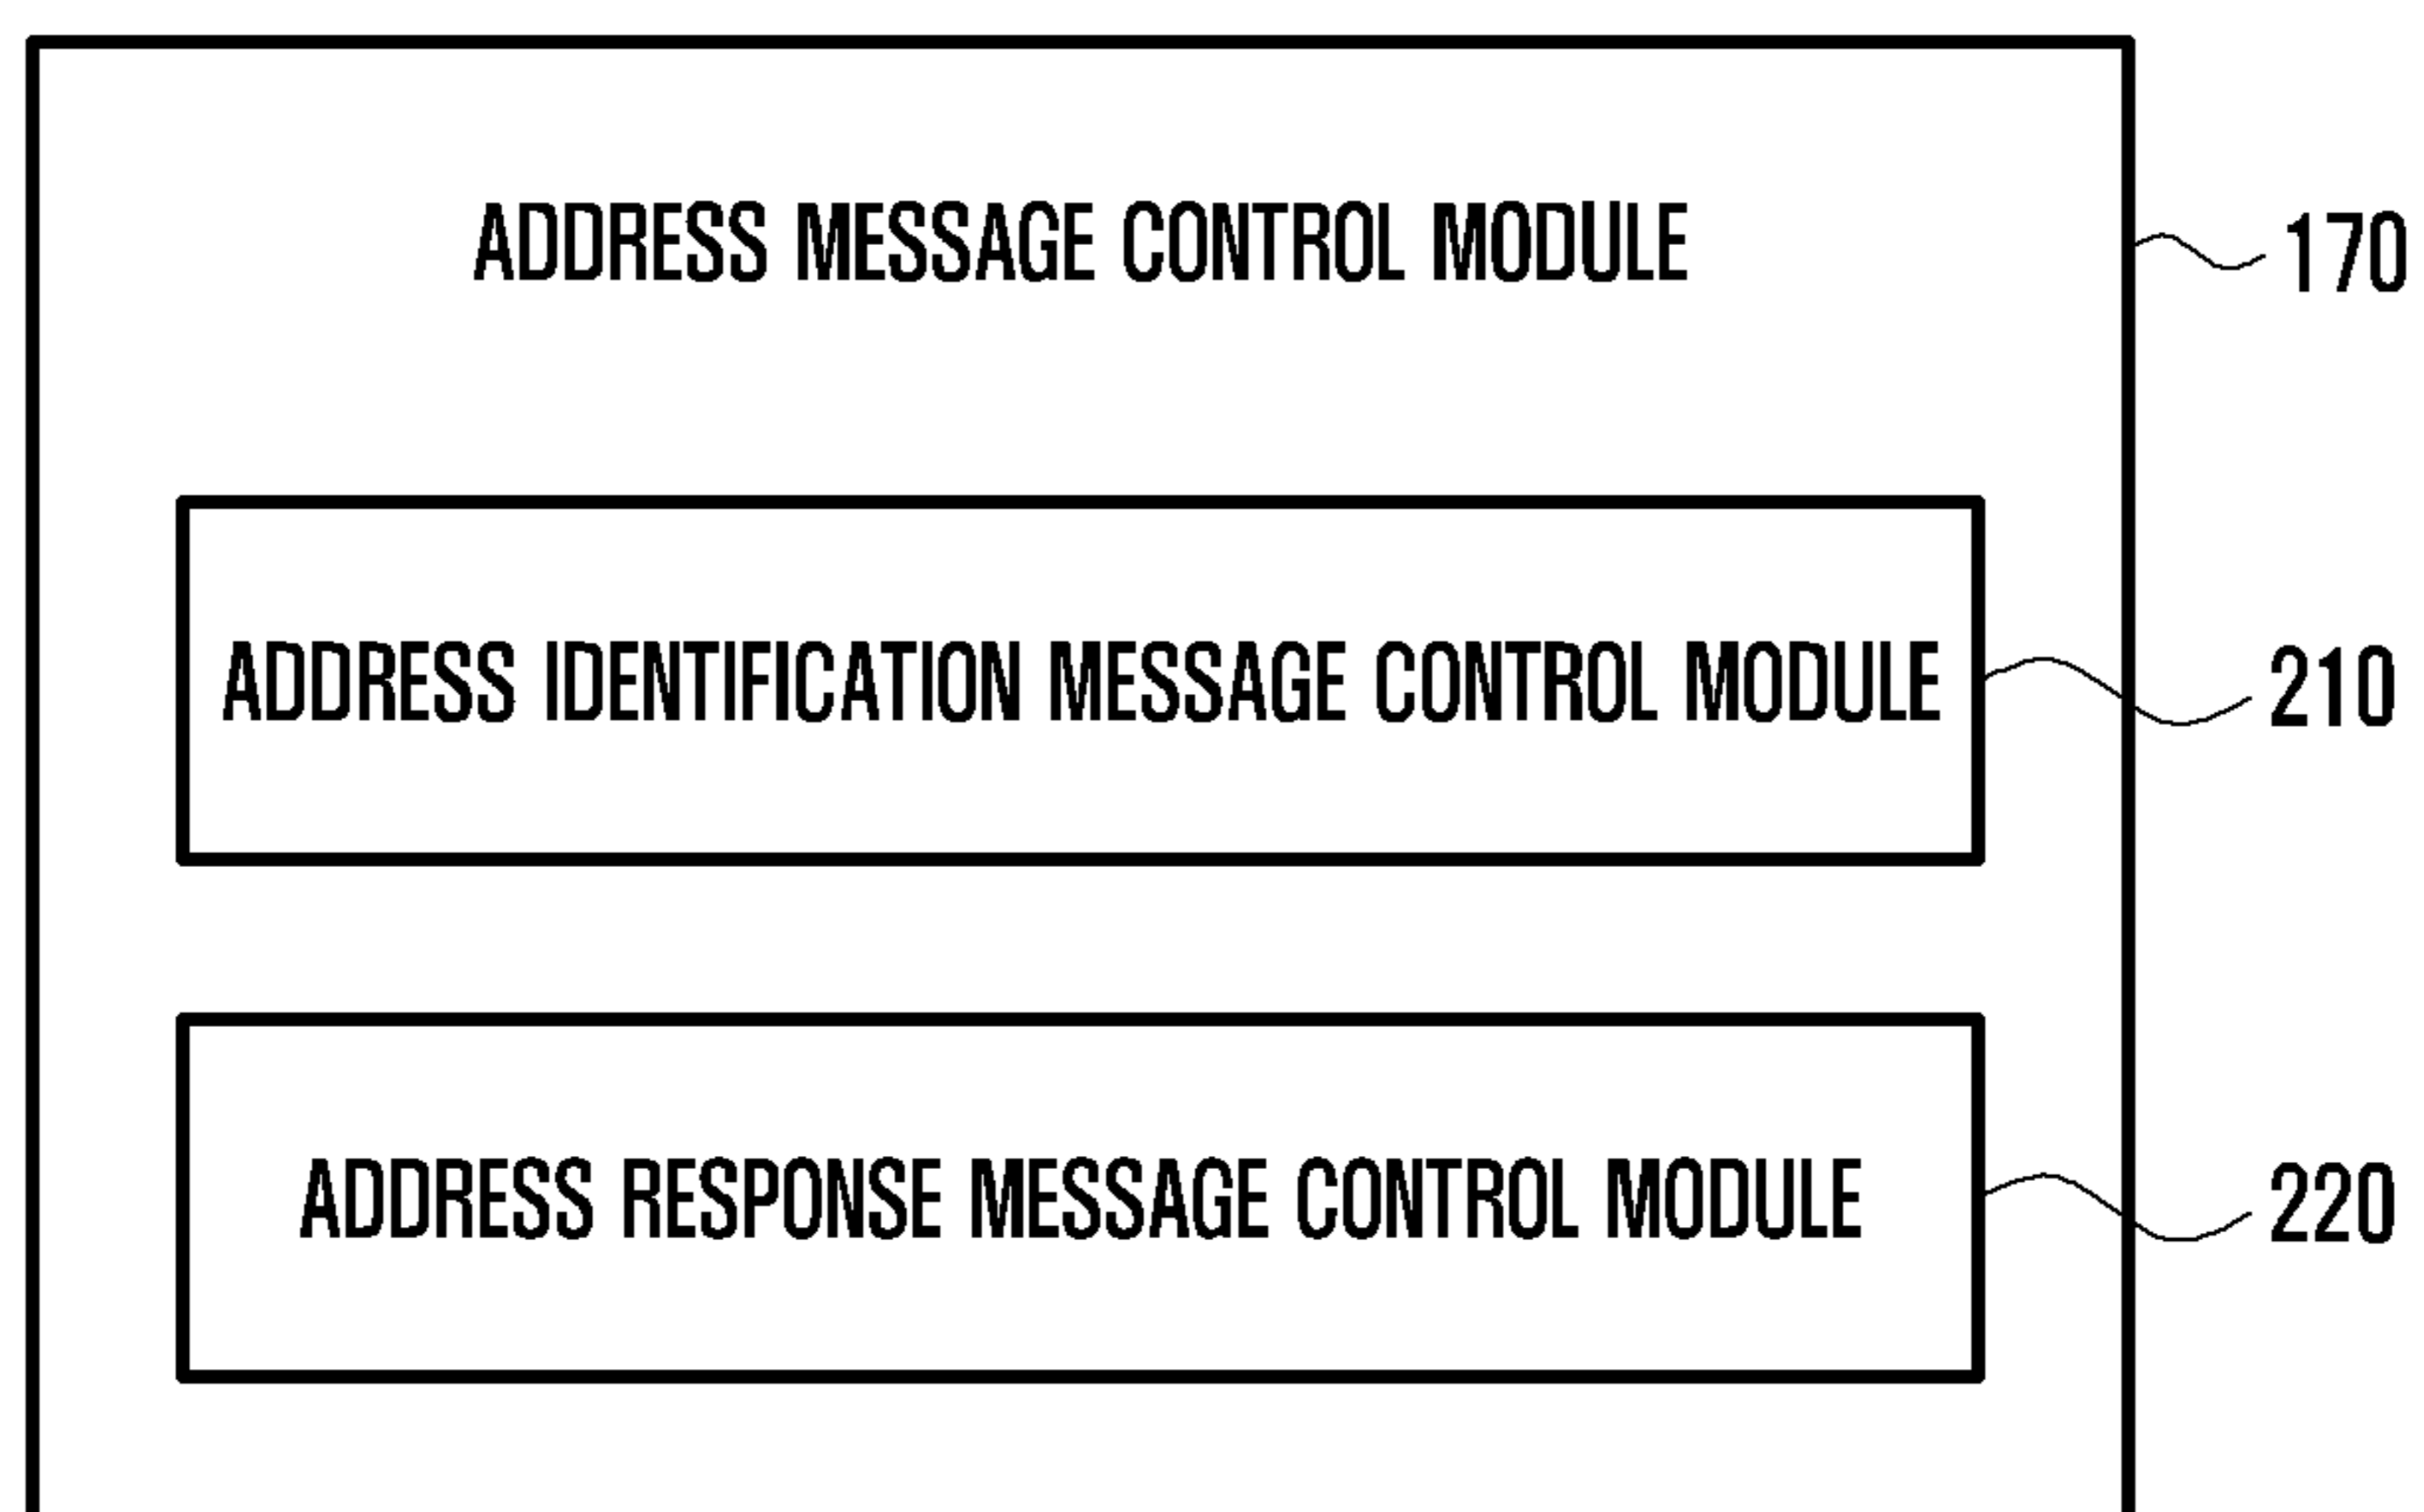 ADDRESS MESSAGE CONTROL MODULE
170
ADDRESS IDENTIFICATION MESSAGE CONTROL MODULE
210
ADDRESS RESPONSE MESSAGE CONTROL MODULE
220